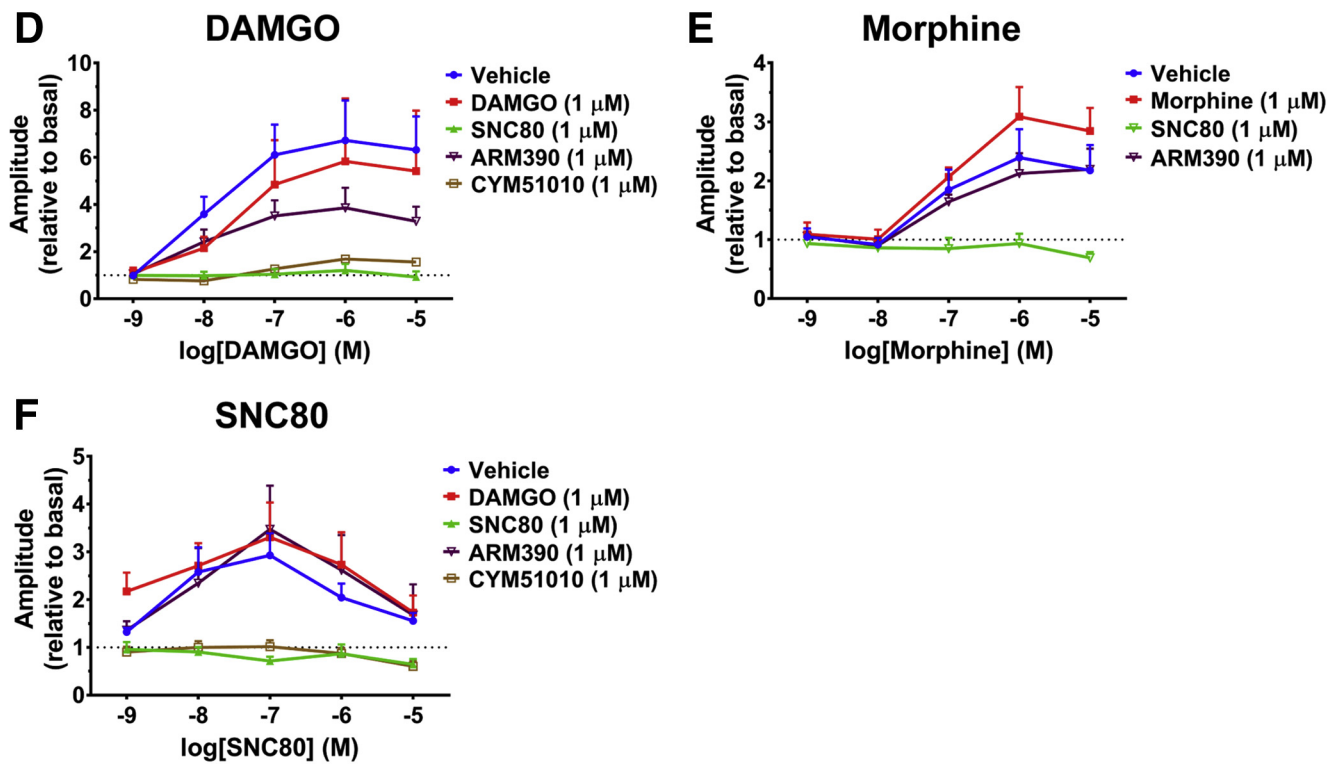 D
DAMGO
Amplitude
(relative to basal)
10
8
6
4
2
0
-9 -8 -7 -6 -5
log[DAMGO] (M)
Vehicle
DAMGO (1 μM)
SNC80 (1 μM)
ARM390 (1 μM)
CYM51010 (1 μM)
E
Morphine
Amplitude
(relative to basal)
4
3
2
1
0
-9 -8 -7 -6 -5
log[Morphine] (M)
Vehicle
Morphine (1 μM)
SNC80 (1 μM)
ARM390 (1 μM)
F
SNC80
Amplitude
(relative to basal)
5
4
3
2
1
0
-9 -8 -7 -6 -5
log[SNC80] (M)
Vehicle
DAMGO (1 μM)
SNC80 (1 μM)
ARM390 (1 μM)
CYM51010 (1 μM)